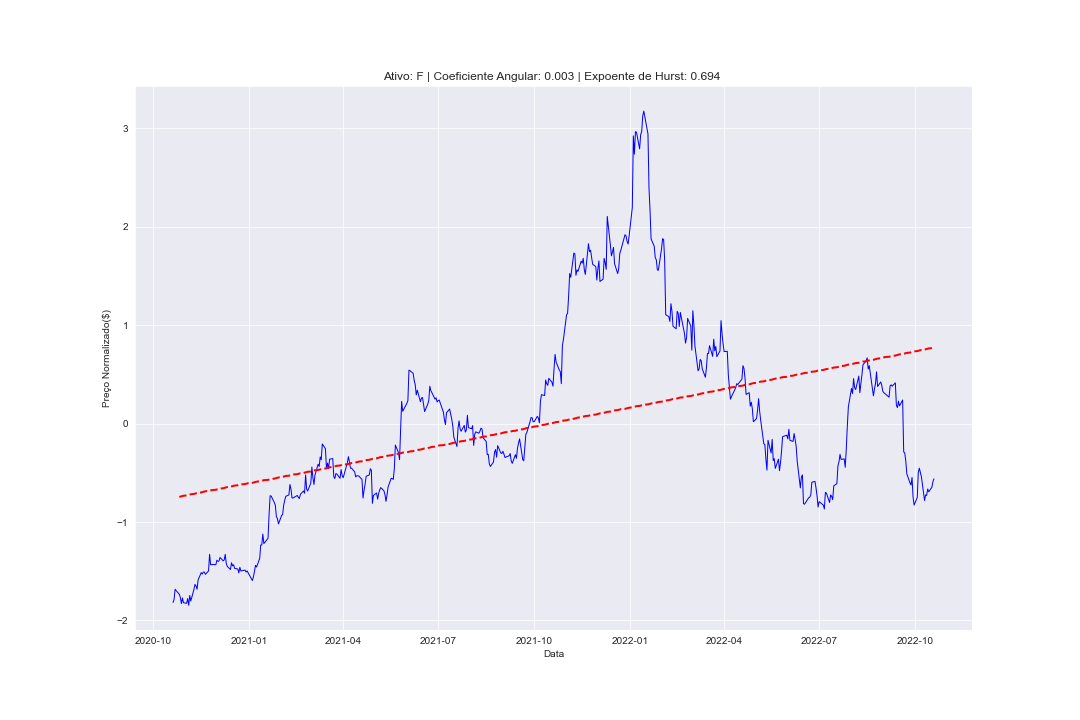 Ativo: F | Coeficiente Angular: 0.003 | Expoente de Hurst: 0.694
3
2
1
0
−1
−2
Preço Normalizado($)
2020-10 2021-01 2021-04 2021-07 2021-10 2022-01 2022-04 2022-07 2022-10
Data